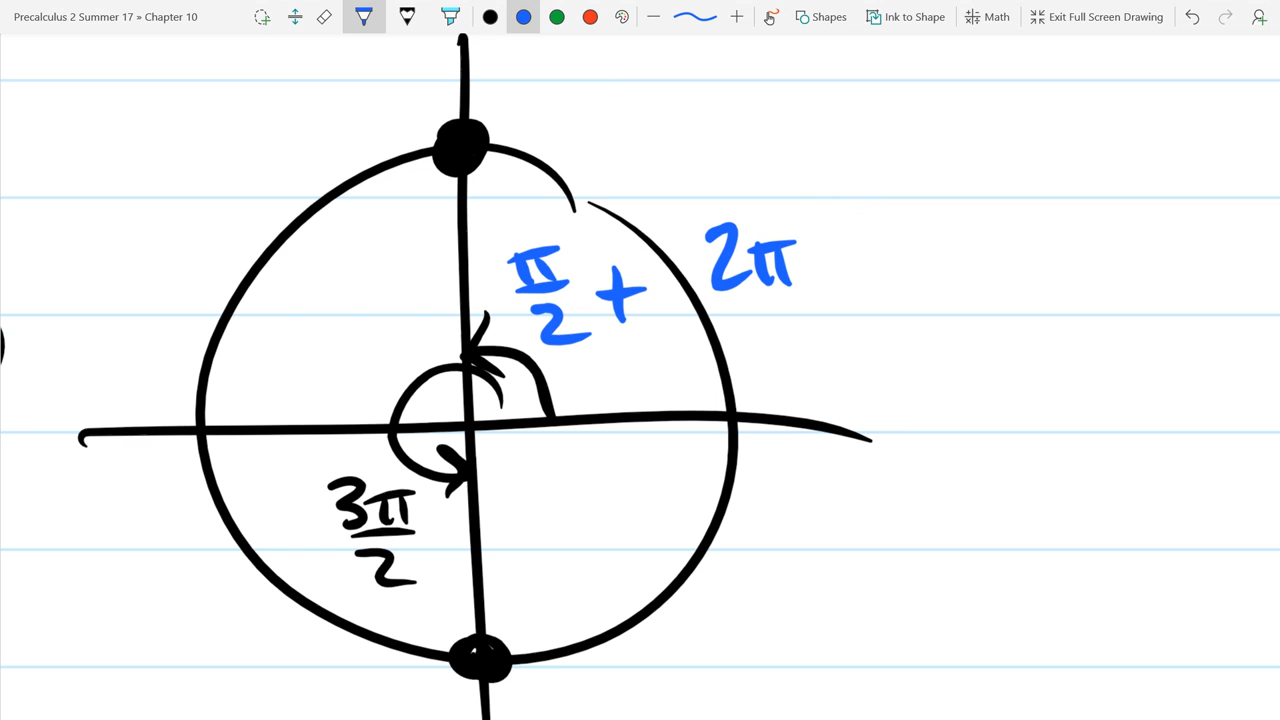 Precalculus 2 Summer 17 » Chapter 10
Shapes
Ink to Shape
Math
Exit Full Screen Drawing
π/2 + 2π
3π/2